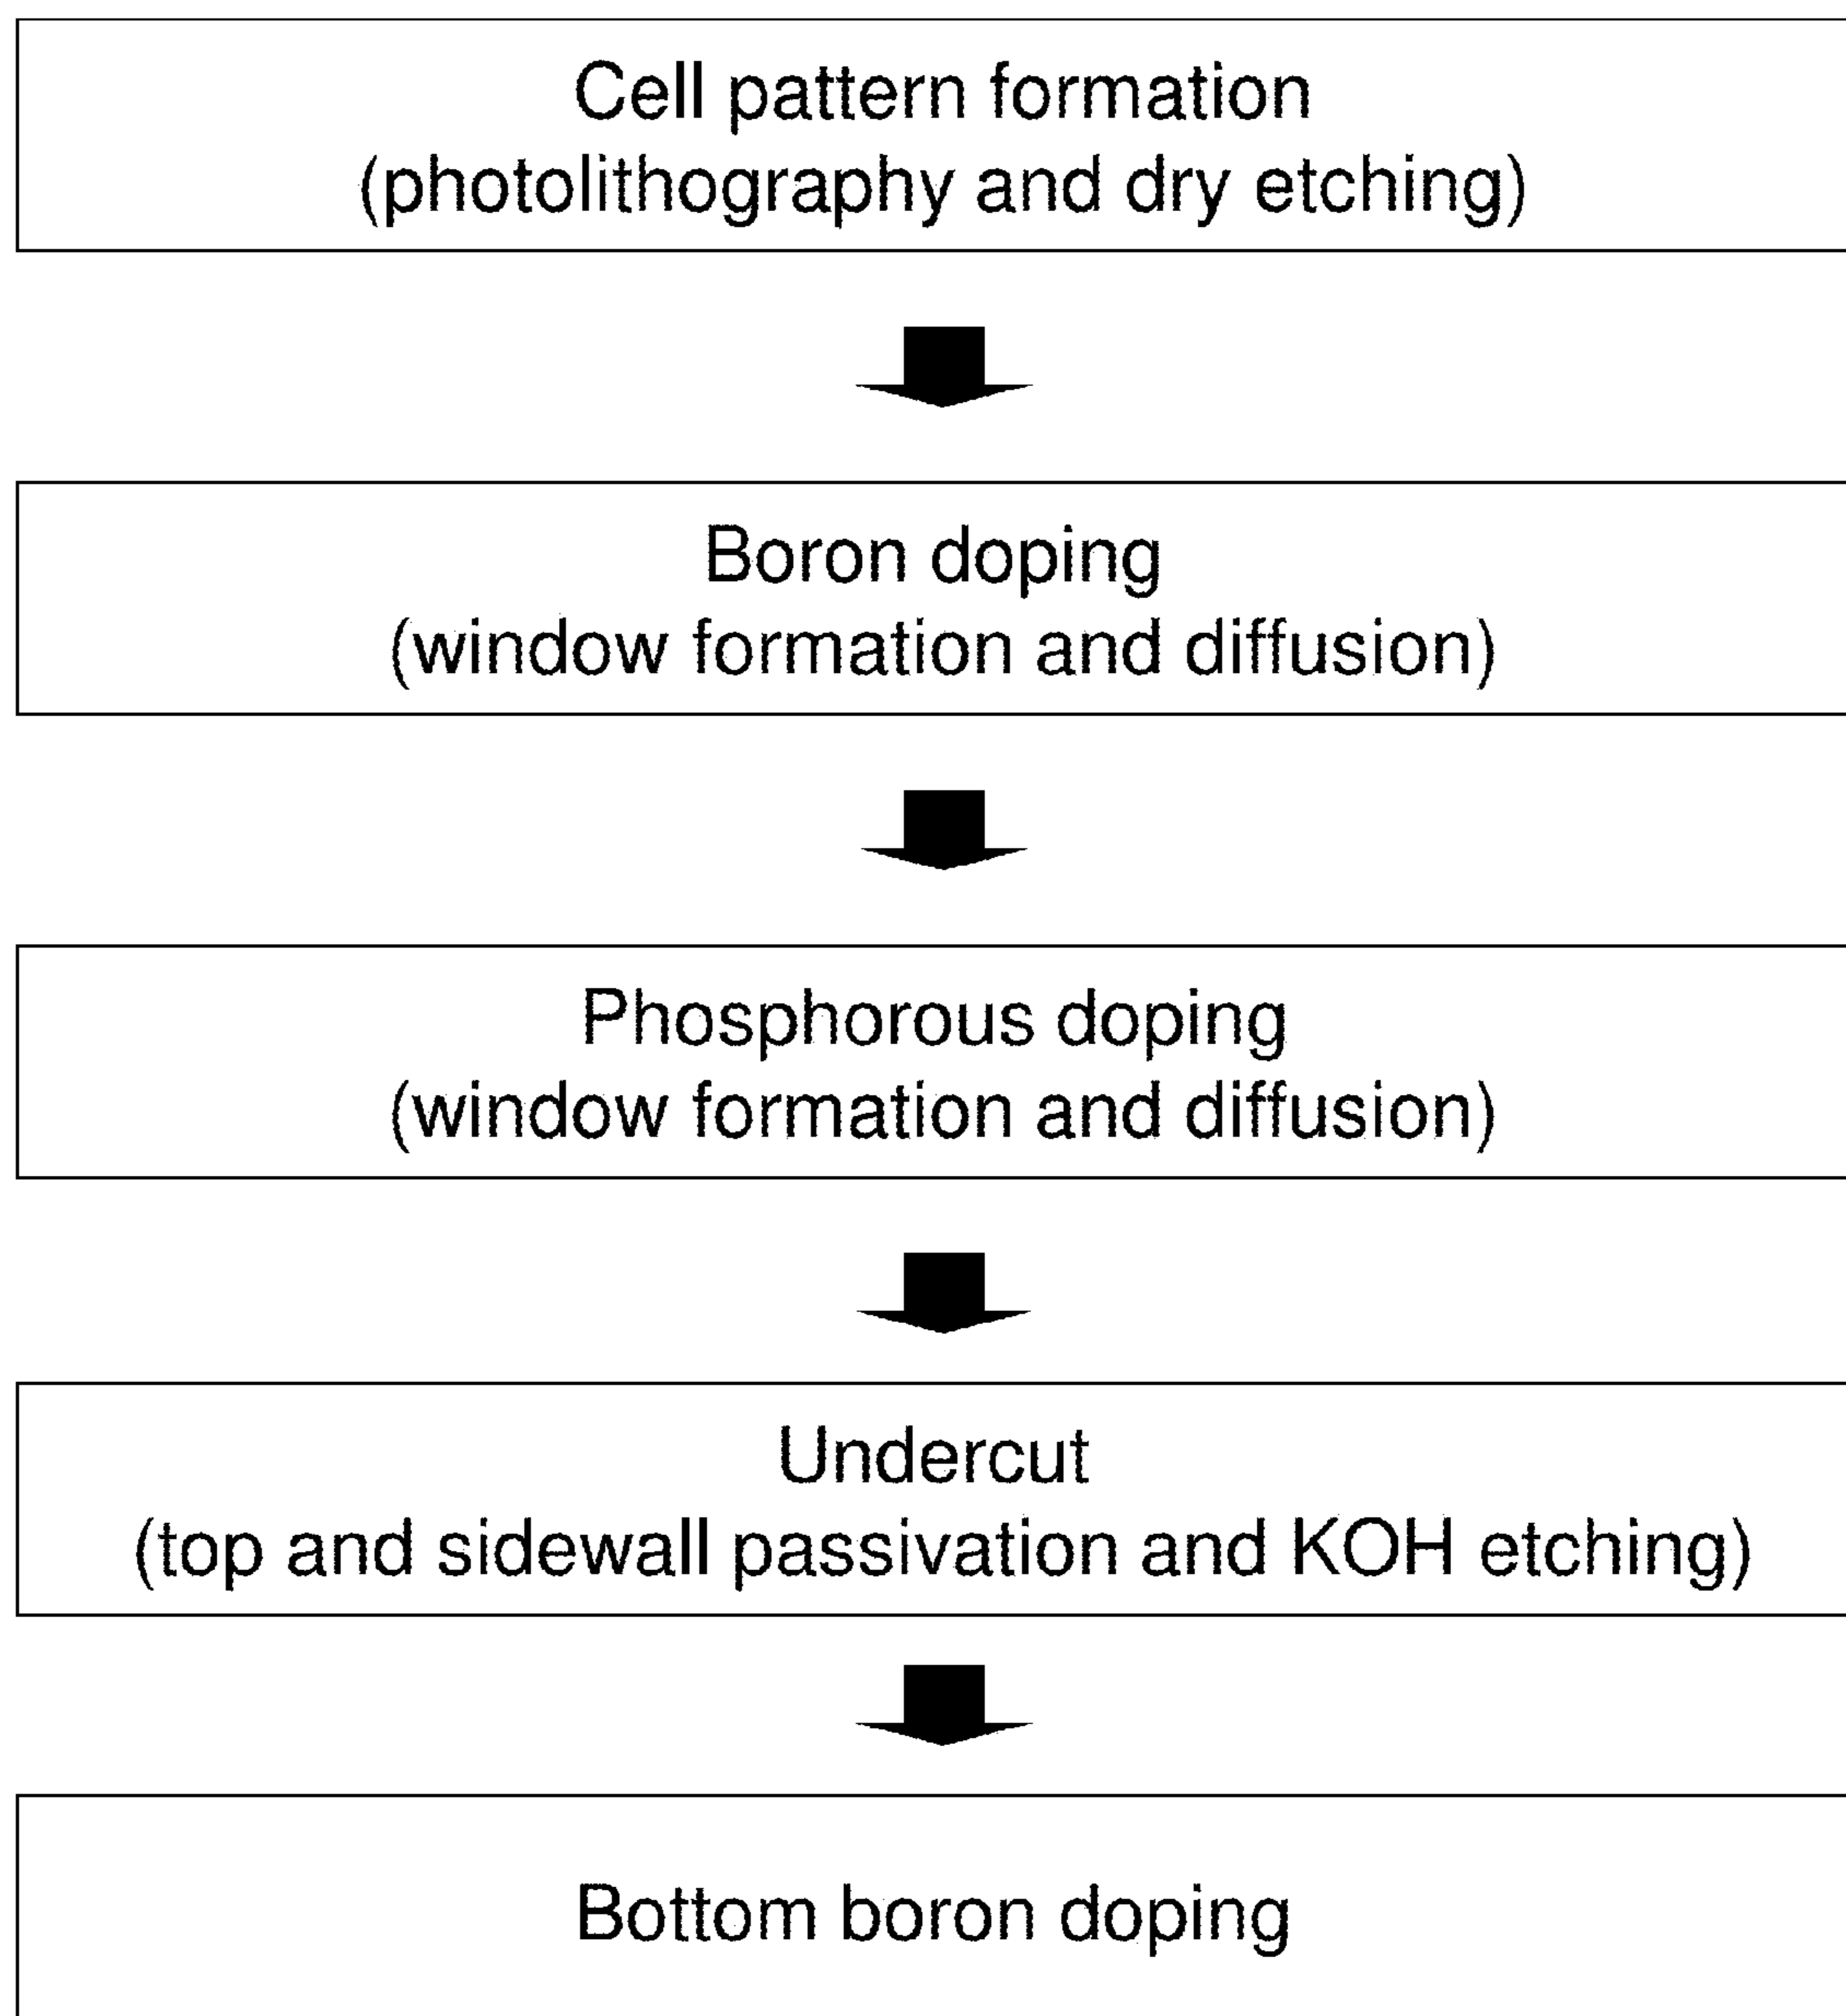 Cell pattern formation
(photolithography and dry etching)
Boron doping
(window formation and diffusion)
Phosphorous doping
(window formation and diffusion)
Undercut
(top and sidewall passivation and KOH etching)
Bottom boron doping